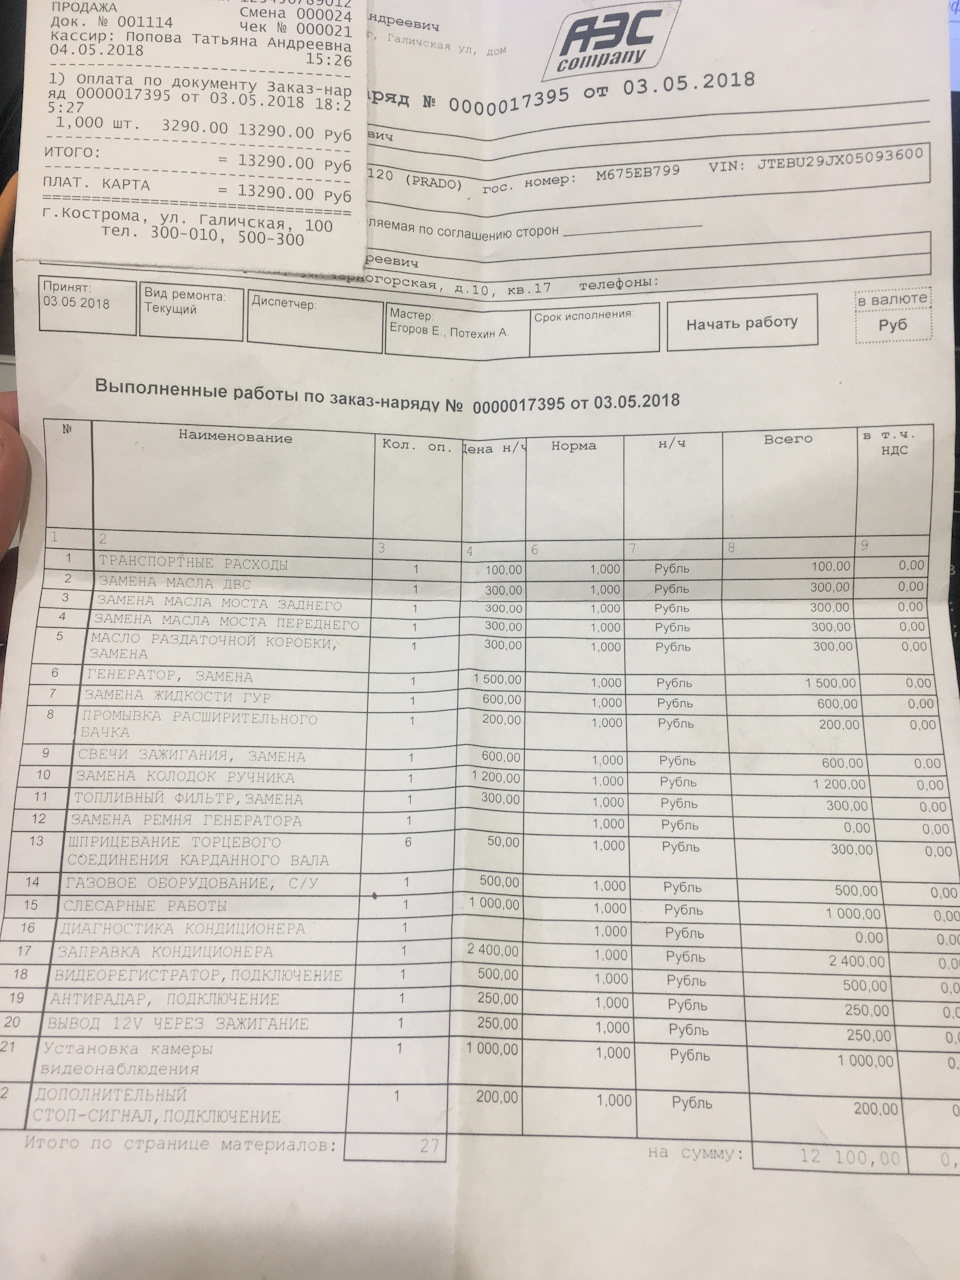 ПРОДАЖА
Док. № 001114
Смена 000024
Чек № 000021
Кассир: Попова Татьяна Андреевна
04.05.2018 15:26
1) Оплата по документу Заказ-нар
яд 0000017395 от 03.05.2018 18:2
5:27
1,000 шт. 3290.00 13290.00 Руб
ИТОГО: = 13290.00 Руб
ПЛАТ. КАРТА = 13290.00 Руб
г.Кострома, ул. Галичская, 100
тел. 300-010, 500-300
ндреевич
Галичская ул, дом
АЭС
company
аряд № 0000017395 от 03.05.2018
вич
120 (PRADO) гос. номер: М675ЕВ799 VIN: JTEBU29JX05093600
ляемая по соглашению сторон
реевич
ногорская, д.10, кв.17 телефоны:
Принят:
03.05.2018
Вид ремонта:
Текущий
Диспетчер:
Мастер:
Егоров Е., Потехин А.
Срок исполнения
Начать работу
в валюте
Руб
Выполненные работы по заказ-наряду № 0000017395 от 03.05.2018
№ Наименование Кол. оп. Цена н/ч Норма н/ч Всего в т.ч. НДС
1 2 3 4 6 7 8 9
1 ТРАНСПОРТНЫЕ РАСХОДЫ 1 100,00 1,000 Рубль 100,00 0,00
2 ЗАМЕНА МАСЛА ДВС 1 300,00 1,000 Рубль 300,00 0,00
3 ЗАМЕНА МАСЛА МОСТА ЗАДНЕГО 1 300,00 1,000 Рубль 300,00 0,00
4 ЗАМЕНА МАСЛА МОСТА ПЕРЕДНЕГО 1 300,00 1,000 Рубль 300,00 0,00
5 МАСЛО РАЗДАТОЧНОЙ КОРОБКИ, 1 300,00 1,000 Рубль 300,00 0,00
ЗАМЕНА
6 ГЕНЕРАТОР, ЗАМЕНА 1 1 500,00 1,000 Рубль 1 500,00 0,00
7 ЗАМЕНА ЖИДКОСТИ ГУР 1 600,00 1,000 Рубль 600,00 0,00
8 ПРОМЫВКА РАСШИРИТЕЛЬНОГО 1 200,00 1,000 Рубль 200,00 0,00
БАЧКА
9 СВЕЧИ ЗАЖИГАНИЯ, ЗАМЕНА 1 600,00 1,000 Рубль 600,00 0,00
10 ЗАМЕНА КОЛОДОК РУЧНИКА 1 1 200,00 1,000 Рубль 1 200,00 0,00
11 ТОПЛИВНЫЙ ФИЛЬТР,ЗАМЕНА 1 300,00 1,000 Рубль 300,00 0,00
12 ЗАМЕНА РЕМНЯ ГЕНЕРАТОРА 1 1,000 Рубль 0,00 0,00
13 ШПРИЦЕВАНИЕ ТОРЦЕВОГО 6 50,00 1,000 Рубль 300,00 0,00
СОЕДИНЕНИЯ КАРДАННОГО ВАЛА
14 ГАЗОВОЕ ОБОРУДОВАНИЕ, С/У 1 500,00 1,000 Рубль 500,00 0,00
15 СЛЕСАРНЫЕ РАБОТЫ 1 1 000,00 1,000 Рубль 1 000,00 0,00
16 ДИАГНОСТИКА КОНДИЦИОНЕРА 1 1,000 Рубль 0,00 0,00
17 ЗАПРАВКА КОНДИЦИОНЕРА 1 2 400,00 1,000 Рубль 2 400,00 0,0
18 ВИДЕОРЕГИСТРАТОР,ПОДКЛЮЧЕНИЕ 1 500,00 1,000 Рубль 500,00 0,0
19 АНТИРАДАР, ПОДКЛЮЧЕНИЕ 1 250,00 1,000 Рубль 250,00 0,0
20 ВЫВОД 12V ЧЕРЕЗ ЗАЖИГАНИЕ 1 250,00 1,000 Рубль 250,00 0,
21 Установка камеры 1 1 000,00 1,000 Рубль 1 000,00 0,
видеонаблюдения
2 ДОПОЛНИТЕЛЬНЫЙ 1 200,00 1,000 Рубль 200,00 0
СТОП-СИГНАЛ,ПОДКЛЮЧЕНИЕ
Итого по странице материалов: 27 на сумму: 12 100,00 0,